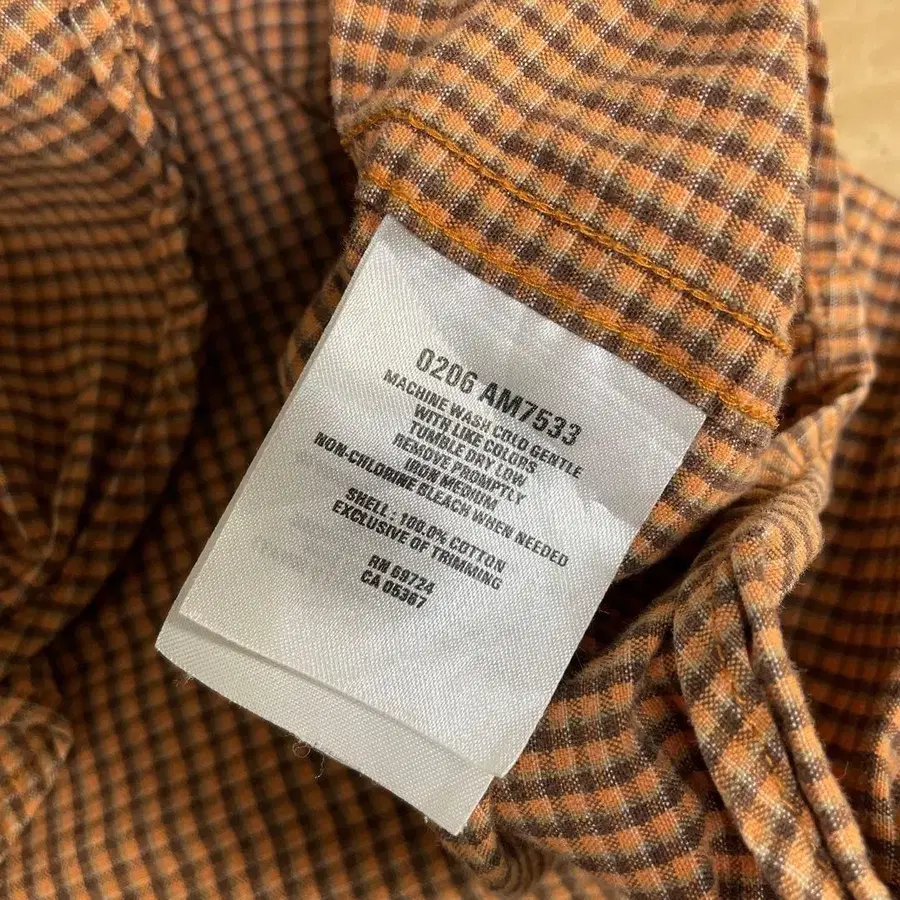 0206 AM7533
MACHINE WASH COLD, GENTLE
WITH LIKE COLORS
TUMBLE DRY LOW
REMOVE PROMPTLY
IRON MEDIUM
NON-CHLORINE BLEACH WHEN NEEDED
SHELL: 100.0% COTTON
EXCLUSIVE OF TRIMMING
RN 69724
CA 05367